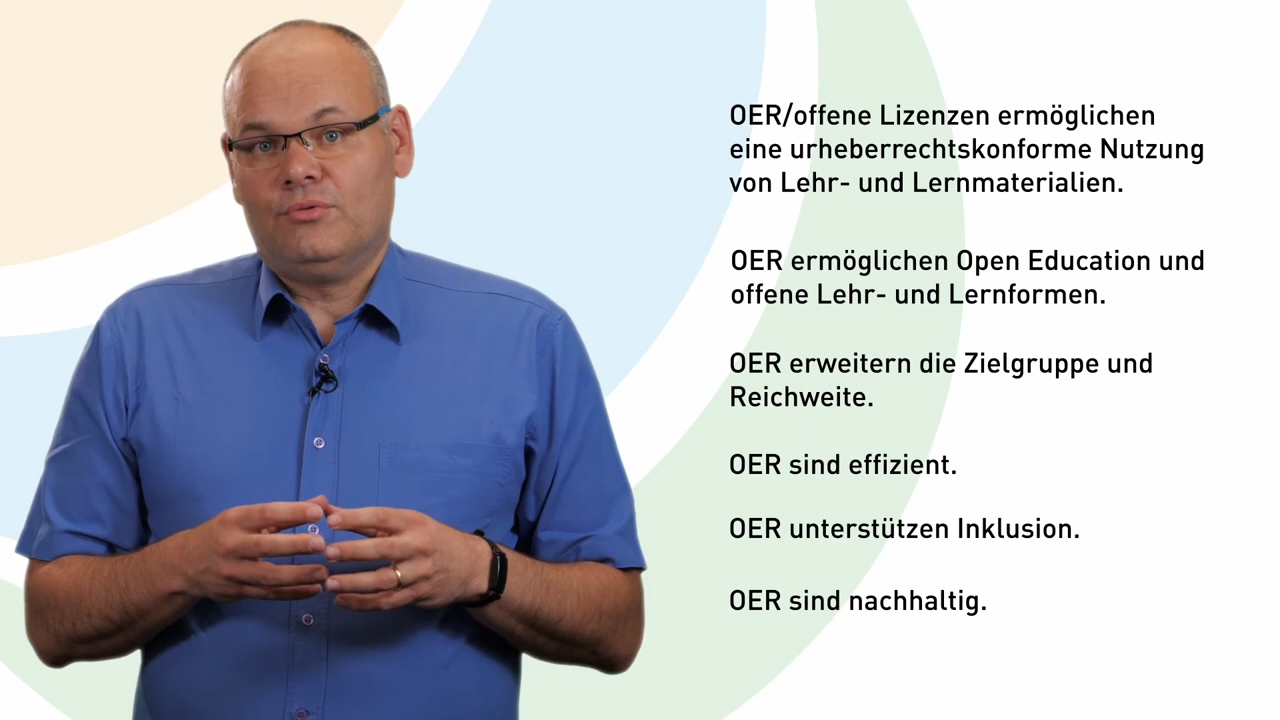 OER/offene Lizenzen ermöglichen
eine urheberrechtskonforme Nutzung
von Lehr- und Lernmaterialien.
OER ermöglichen Open Education und
offene Lehr- und Lernformen.
OER erweitern die Zielgruppe und
Reichweite.
OER sind effizient.
OER unterstützen Inklusion.
OER sind nachhaltig.